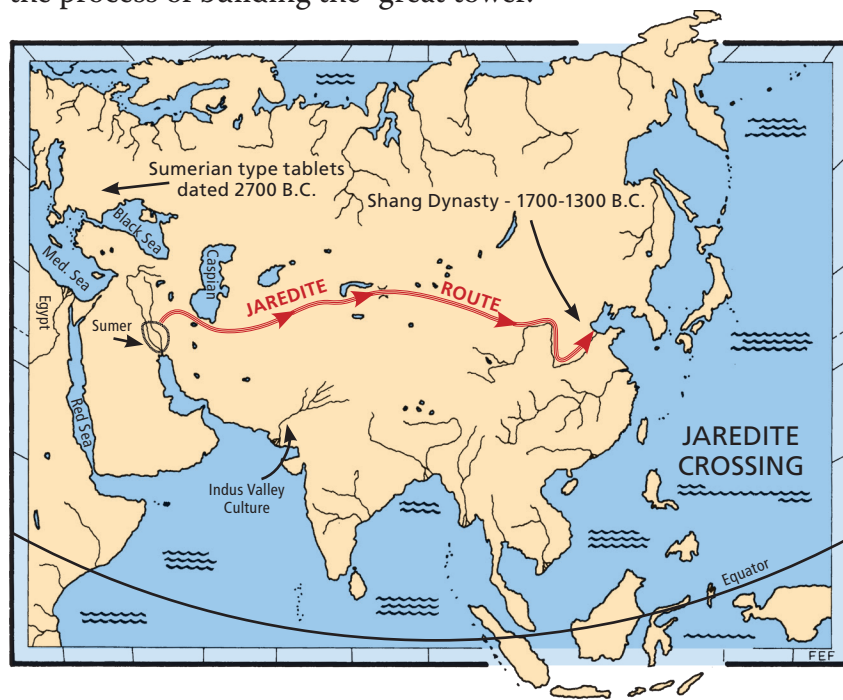 the process of building the "great tower.
Sumerian type tablets
dated 2700 B.C.
Shang Dynasty - 1700-1300 B.C.
Black Sea
Med. Sea
Caspian
Egypt
Sumer
JAREDITE
ROUTE
Red Sea
Indus Valley
Culture
JAREDITE
CROSSING
Equator
FEF